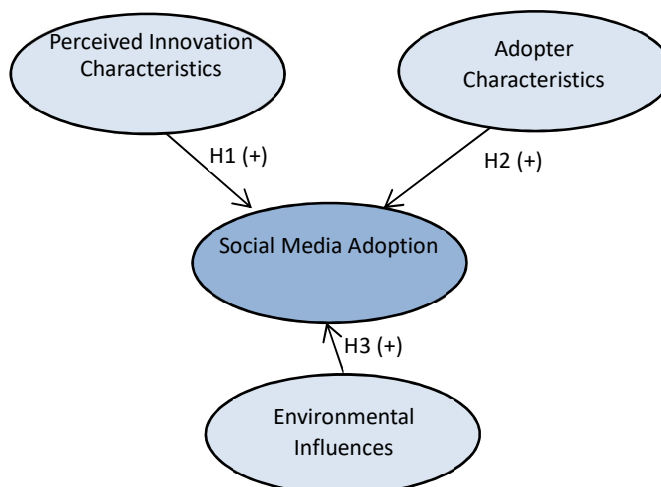 Perceived Innovation
Characteristics
Adopter
Characteristics
H1 (+)
H2 (+)
Social Media Adoption
H3 (+)
Environmental
Influences